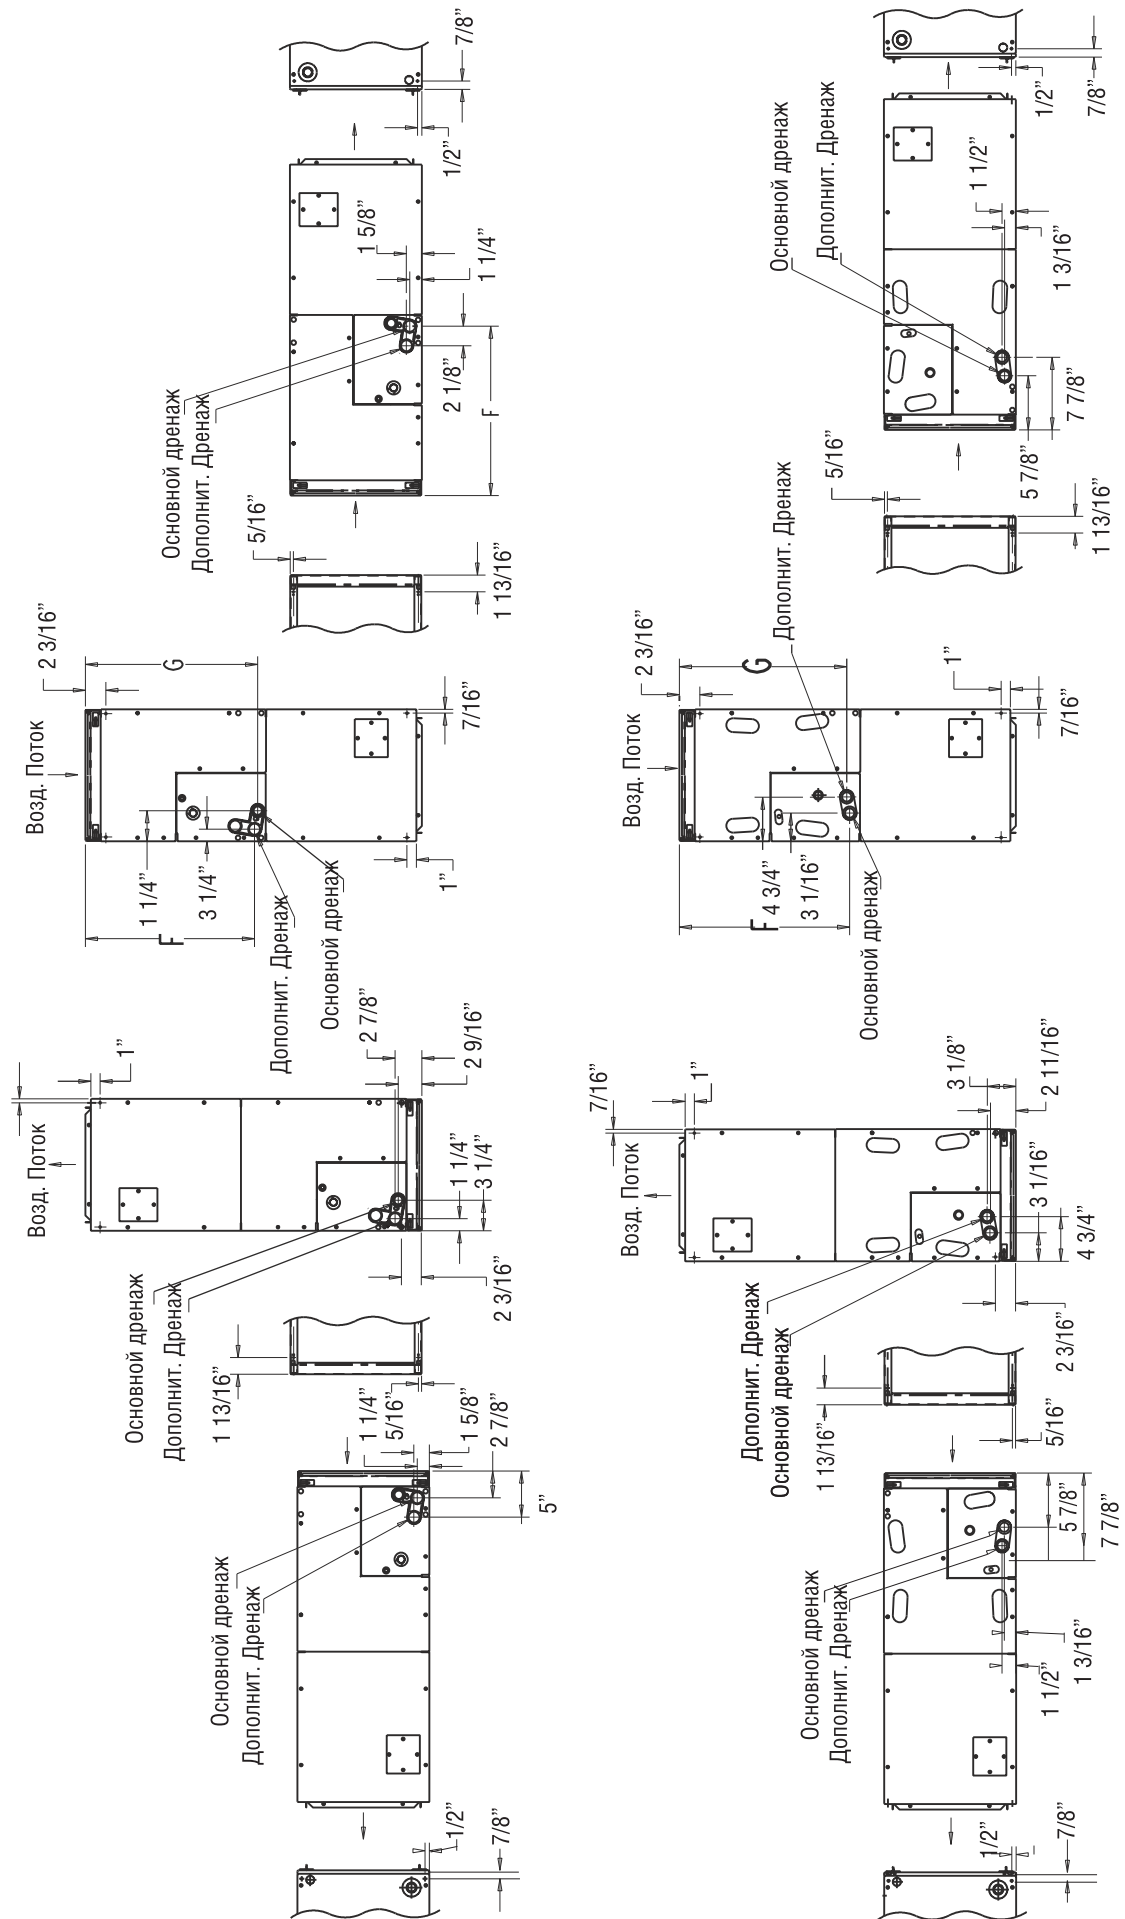 7/8”
1/2”
1 5/8”
1 1/4”
2 1/8”
F
Основной дренаж
Дополнит. Дренаж
5/16”
1 13/16”
2 3/16”
G
Возд. Поток
7/16”
1 1/4”
3 1/4”
1”
F
Дополнит. Дренаж
Основной дренаж
2 7/8”
2 9/16”
1”
Возд. Поток
1 1/4”
3 1/4”
2 3/16”
Основной дренаж
Дополнит. Дренаж
1 13/16”
1 1/4”
5/16”
1 5/8”
2 7/8”
5”
Основной дренаж
Дополнит. Дренаж
1/2”
7/8”
1/2”
7/8”
Основной дренаж
Дополнит. Дренаж
1 1/2”
1 3/16”
7 7/8”
5 7/8”
5/16”
1 13/16”
Дополнит. Дренаж
2 3/16”
G
1”
7/16”
Возд. Поток
F
4 3/4”
3 1/16”
Основной дренаж
7/16”
1”
Возд. Поток
3 1/8”
2 11/16”
3 1/16”
4 3/4”
2 3/16”
Дополнит. Дренаж
Основной дренаж
1 13/16”
5/16”
5 7/8”
7 7/8”
Основной дренаж
Дополнит. Дренаж
1 3/16”
1 1/2”
1/2”
7/8”